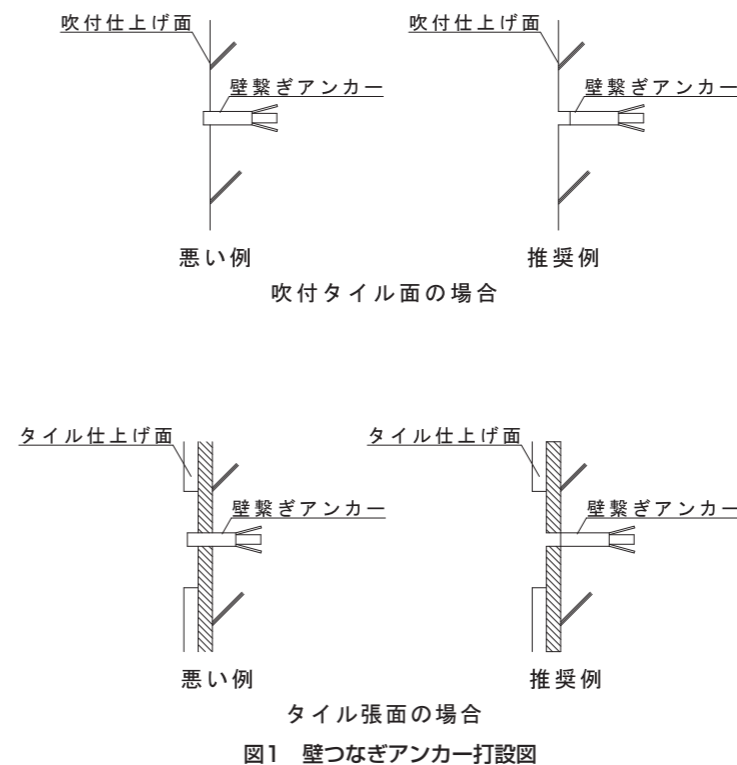 吹付仕上げ面
吹付仕上げ面
壁繋ぎアンカー
壁繋ぎアンカー
悪い例
推奨例
吹付タイル面の場合
タイル仕上げ面
タイル仕上げ面
壁繋ぎアンカー
壁繋ぎアンカー
悪い例
推奨例
タイル張面の場合
図1　壁つなぎアンカー打設図